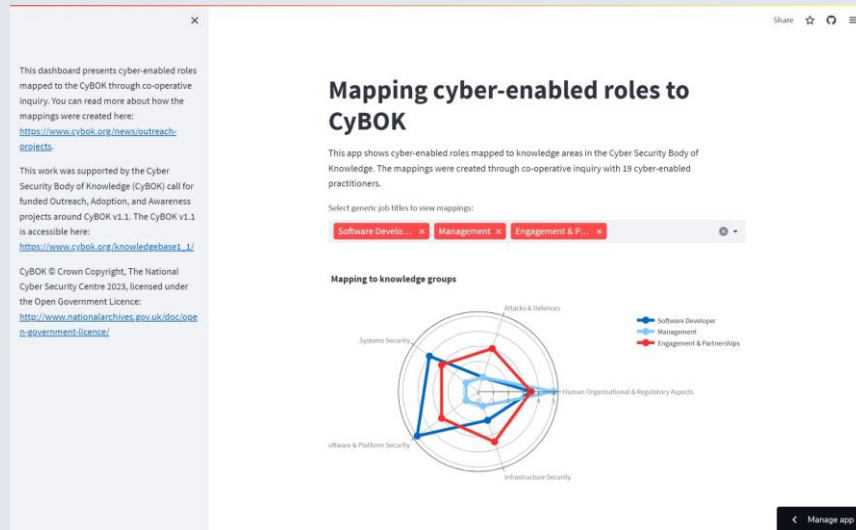 Share
This dashboard presents cyber-enabled roles
mapped to the CyBOK through co-operative
inquiry. You can read more about how the
mappings were created here:
https://www.cybok.org/news/outreach-
projects.
This work was supported by the Cyber
Security Body of Knowledge (CyBOK) call for
funded Outreach, Adoption, and Awareness
projects around CyBOK v1.1. The CyBOK v1.1
is accessible here:
https://www.cybok.org/knowledgebase1_1/
CyBOK © Crown Copyright, The National
Cyber Security Centre 2023, licensed under
the Open Government Licence:
http://www.nationalarchives.gov.uk/doc/ope
n-government-licence/
Mapping cyber-enabled roles to
CyBOK
This app shows cyber-enabled roles mapped to knowledge areas in the Cyber Security Body of
Knowledge. The mappings were created through co-operative inquiry with 19 cyber-enabled
practitioners.
Select generic job titles to view mappings:
Software Develo... × Management × Engagement & P... ×
Mapping to knowledge groups
Attacks & Defences
Software Developer
Management
Engagement & Partnerships
Systems Security
Human Organisational & Regulatory Aspects
oftware & Platform Security
Infrastructure Security
Manage app